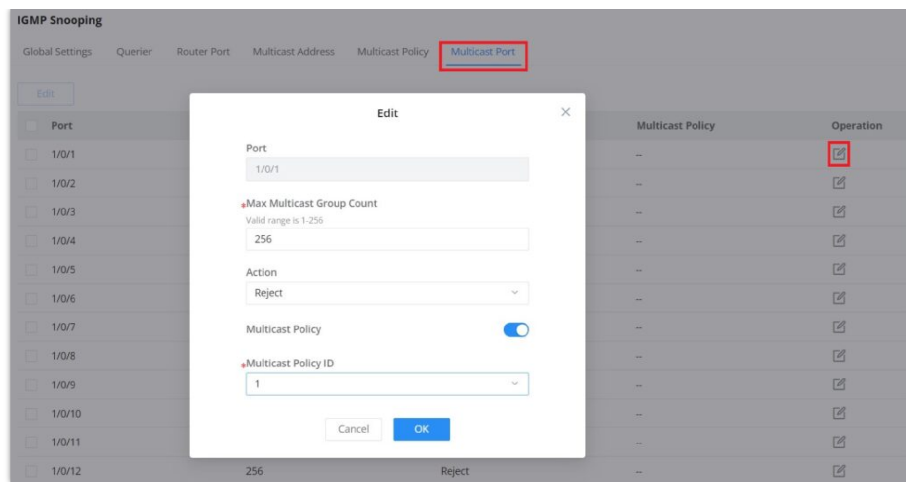 IGMP Snooping
Global Settings Querier Router Port Multicast Address Multicast Policy Multicast Port
Edit
Edit
Port Multicast Policy Operation
1/0/1 --
1/0/2 --
1/0/3 --
1/0/4 --
1/0/5 --
1/0/6 --
1/0/7 --
1/0/8 --
1/0/9 --
1/0/10 --
1/0/11 --
1/0/12 256 Reject --
Port
1/0/1
*Max Multicast Group Count
Valid range is 1-256
256
Action
Reject
Multicast Policy
*Multicast Policy ID
1
Cancel OK